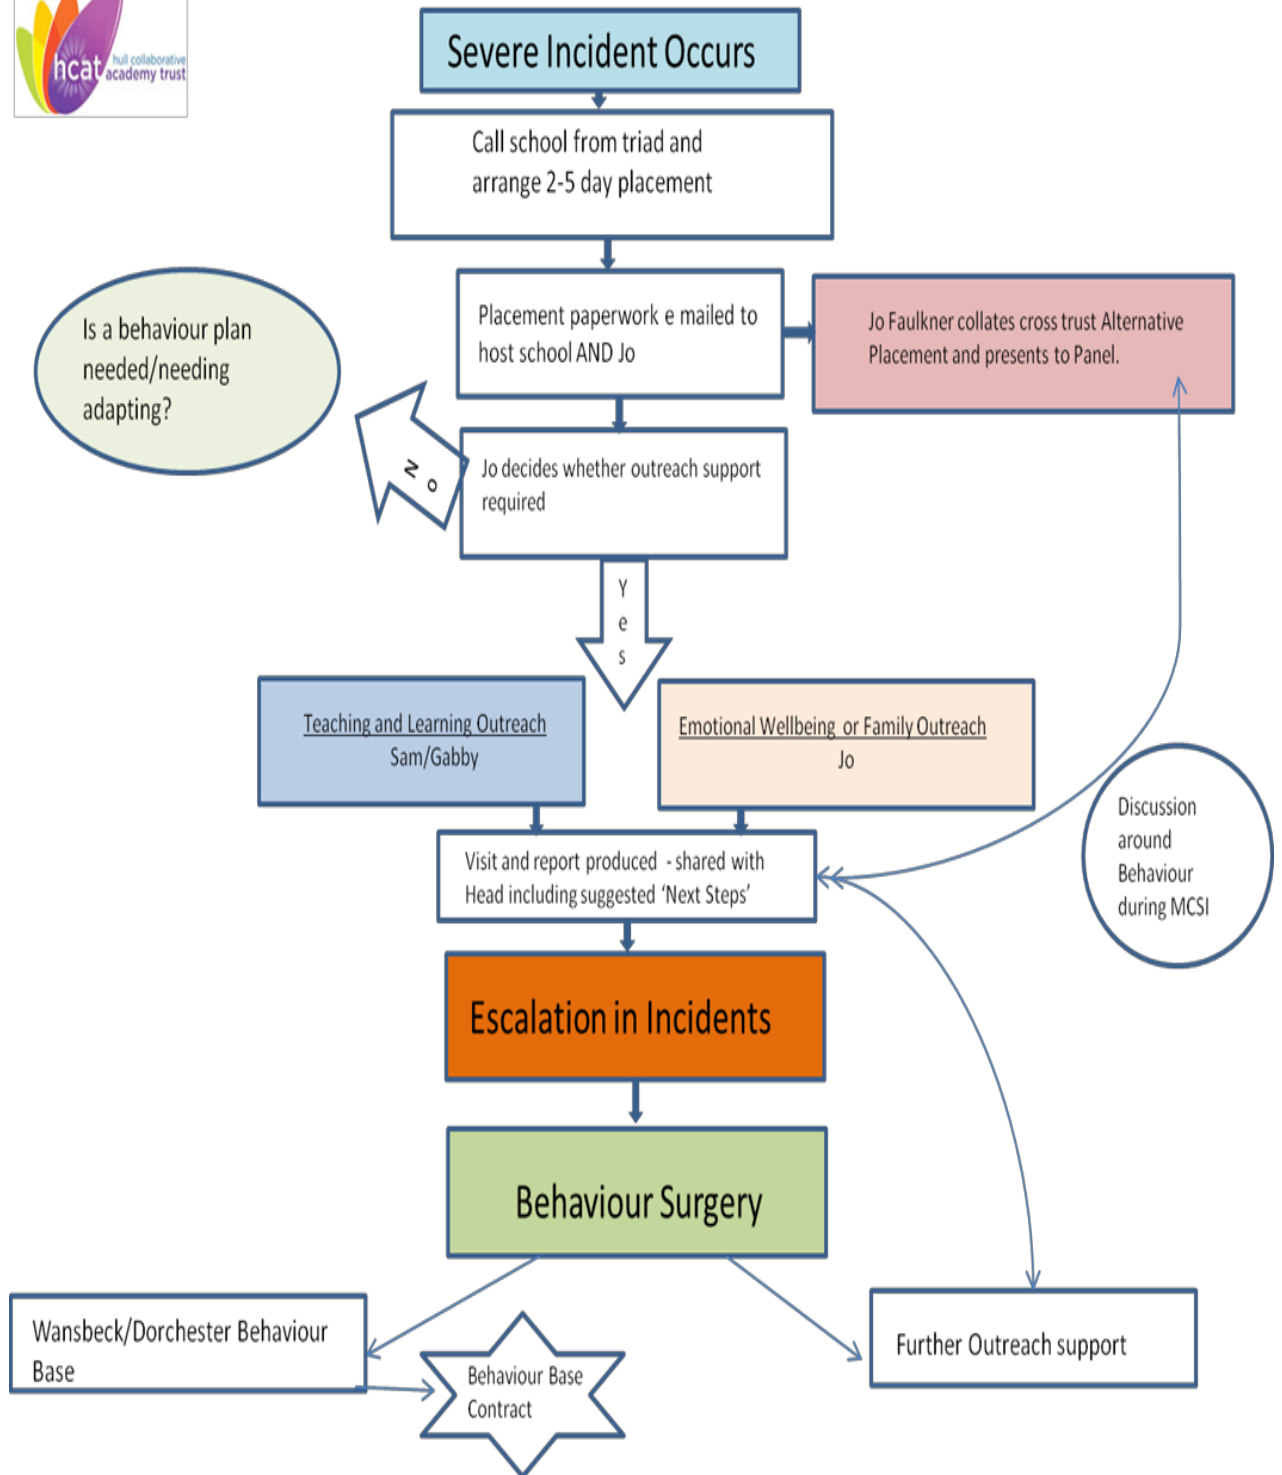 hcat hull collaborative
academy trust
Severe Incident Occurs
Call school from triad and
arrange 2-5 day placement
Placement paperwork e mailed to
host school AND Jo
Jo Faulkner collates cross trust Alternative
Placement and presents to Panel.
Is a behaviour plan
needed/needing
adapting?
Jo decides whether outreach support
required
No
Yes
Teaching and Learning Outreach
Sam/Gabby
Emotional Wellbeing or Family Outreach
Jo
Visit and report produced - shared with
Head including suggested ‘Next Steps’
Discussion
around
Behaviour
during MCSI
Escalation in Incidents
Behaviour Surgery
Wansbeck/Dorchester Behaviour
Base
Behaviour Base
Contract
Further Outreach support